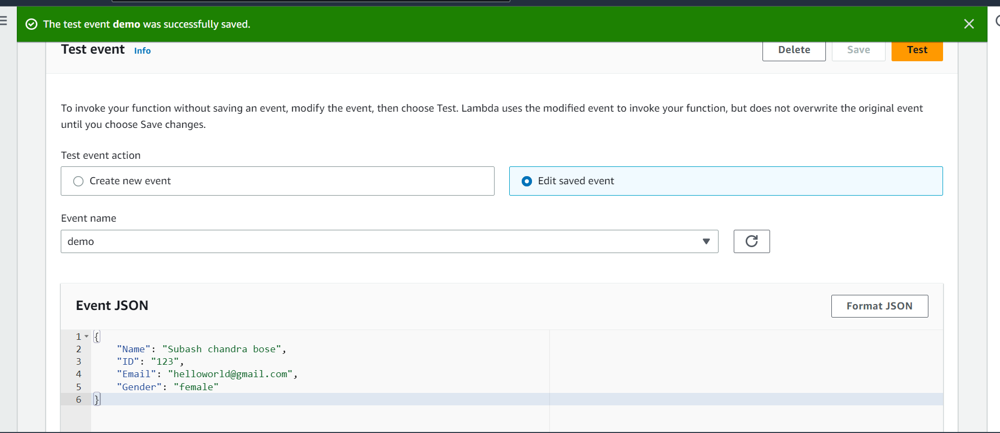 The test event demo was successfully saved.
Test event Info
Delete
Save
Test
To invoke your function without saving an event, modify the event, then choose Test. Lambda uses the modified event to invoke your function, but does not overwrite the original event
until you choose Save changes.
Test event action
Create new event
Edit saved event
Event name
demo
Event JSON
Format JSON
1 {
2 "Name": "Subash chandra bose",
3 "ID": "123",
4 "Email": "helloworld@gmail.com",
5 "Gender": "female"
6 }